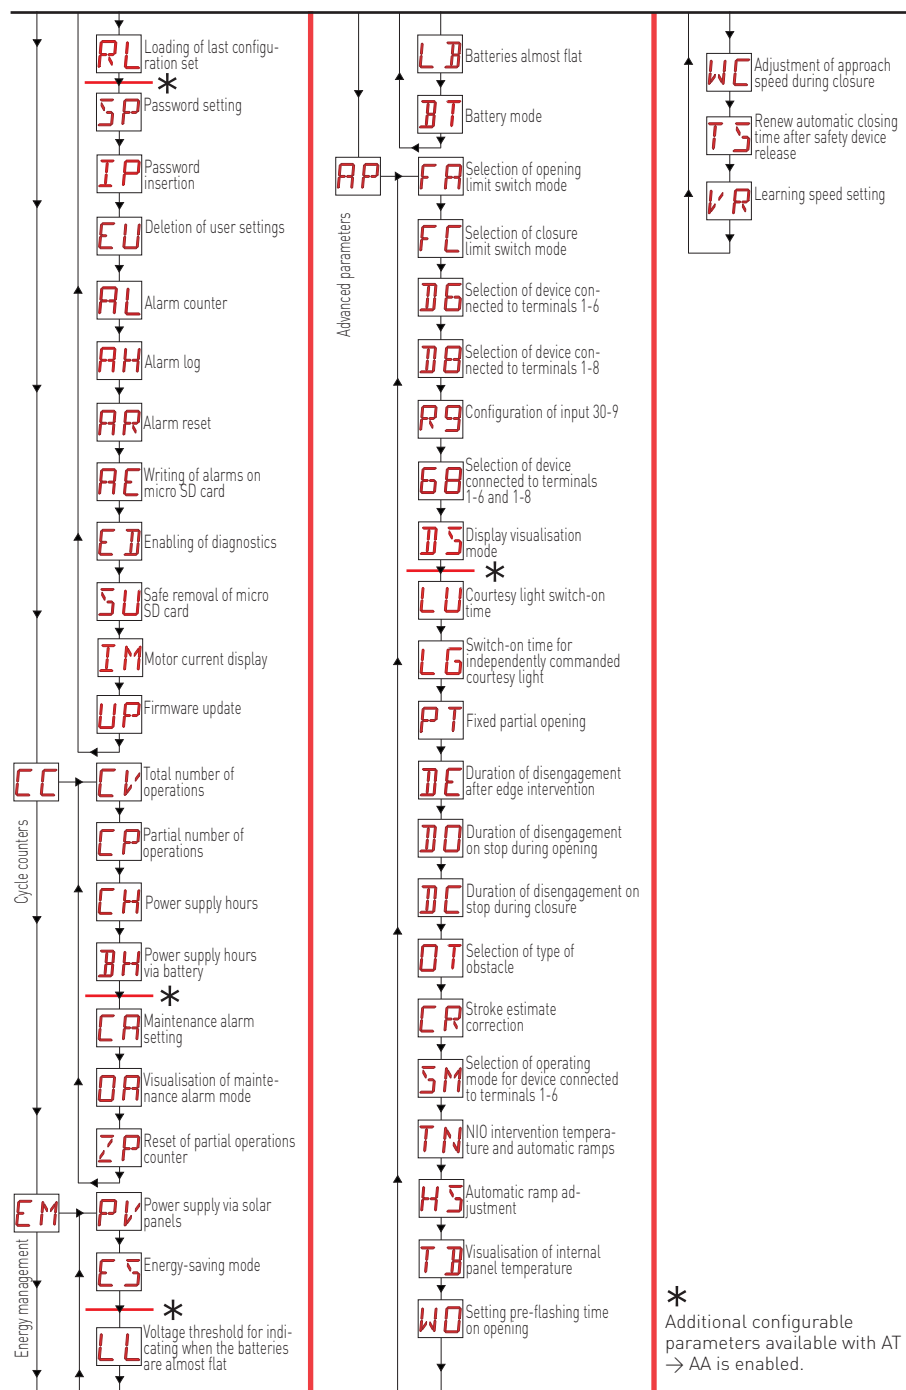 RL
Loading of last configu-
ration set
*
SP
Password setting
IP
Password
insertion
EU
Deletion of user settings
AL
Alarm counter
AH
Alarm log
AR
Alarm reset
AE
Writing of alarms on
micro SD card
ED
Enabling of diagnostics
SU
Safe removal of micro
SD card
IM
Motor current display
UP
Firmware update
CC
Cycle counters
CV
Total number of
operations
CP
Partial number of
operations
CH
Power supply hours
BH
Power supply hours
via battery
*
CA
Maintenance alarm
setting
OA
Visualisation of mainte-
nance alarm mode
ZP
Reset of partial operations
counter
EM
Energy management
PV
Power supply via solar
panels
ES
Energy-saving mode
*
LL
Voltage threshold for indi-
cating when the batteries
are almost flat
LB
Batteries almost flat
BT
Battery mode
AP
Advanced parameters
FA
Selection of opening
limit switch mode
FC
Selection of closure
limit switch mode
D6
Selection of device con-
nected to terminals 1-6
D8
Selection of device con-
nected to terminals 1-8
R9
Configuration of input 30-9
68
Selection of device
connected to terminals
1-6 and 1-8
DS
Display visualisation
mode
*
LU
Courtesy light switch-on
time
LG
Switch-on time for
independently commanded
courtesy light
PT
Fixed partial opening
DE
Duration of disengagement
after edge intervention
DO
Duration of disengagement
on stop during opening
DC
Duration of disengagement on
stop during closure
OT
Selection of type of
obstacle
CR
Stroke estimate
correction
SM
Selection of operating
mode for device connected
to terminals 1-6
TN
NIO intervention tempera-
ture and automatic ramps
HS
Automatic ramp ad-
justment
TB
Visualisation of internal
panel temperature
WO
Setting pre-flashing time
on opening
WC
Adjustment of approach
speed during closure
TS
Renew automatic closing
time after safety device
release
VR
Learning speed setting
*
Additional configurable
parameters available with AT
→ AA is enabled.